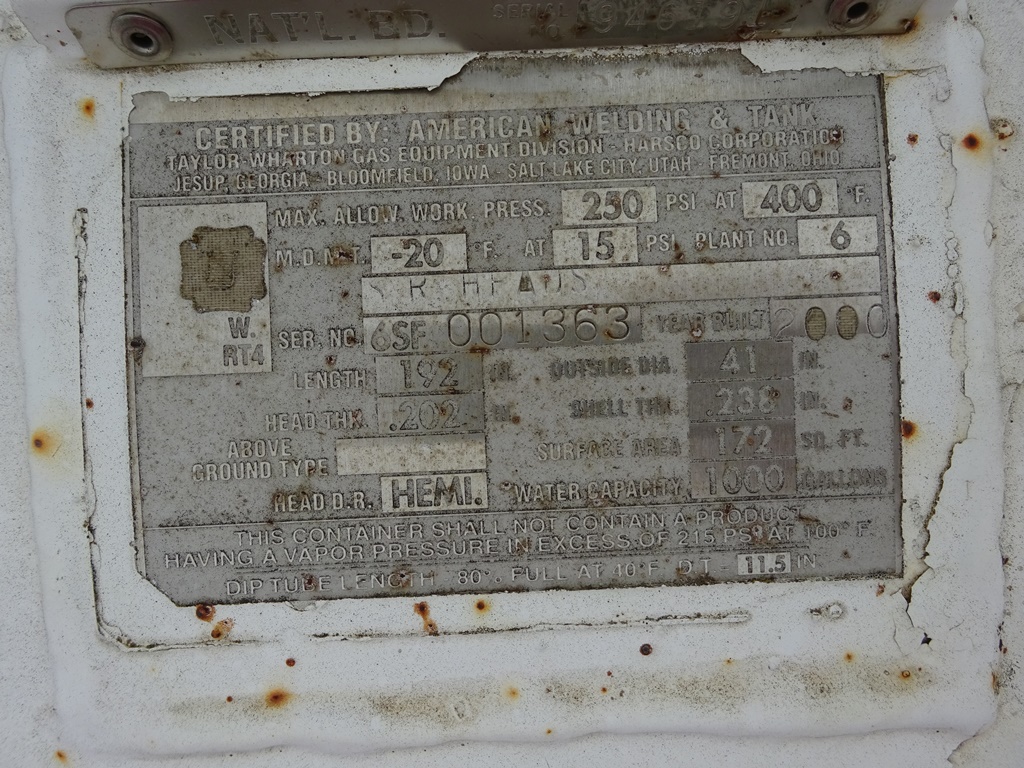 NAT'L. BD. SERIAL
CERTIFIED BY: AMERICAN WELDING & TANK
TAYLOR-WHARTON GAS EQUIPMENT DIVISION - HARSCO CORPORATION
JESUP, GEORGIA - BLOOMFIELD, IOWA - SALT LAKE CITY, UTAH - FREMONT, OHIO
MAX. ALLOW. WORK. PRESS. 250 PSI AT 400 °F.
U M.D.M.T. -20 °F. AT 15 PSI PLANT NO. 6
HEADS
W SER. NO. 6SF 001363 YEAR BUILT 2000
RT4
LENGTH 192 IN. OUTSIDE DIA. 41 IN.
HEAD THK. .202 IN. SHELL THK. .238 IN.
ABOVE GROUND TYPE SURFACE AREA 172 SQ. FT.
HEAD D.R. HEMI. WATER CAPACITY 1000 GALLONS
THIS CONTAINER SHALL NOT CONTAIN A PRODUCT
HAVING A VAPOR PRESSURE IN EXCESS OF 215 PSI AT 100° F.
DIP TUBE LENGTH - 80% FULL AT 40°F. D.T. - 11.5 IN.